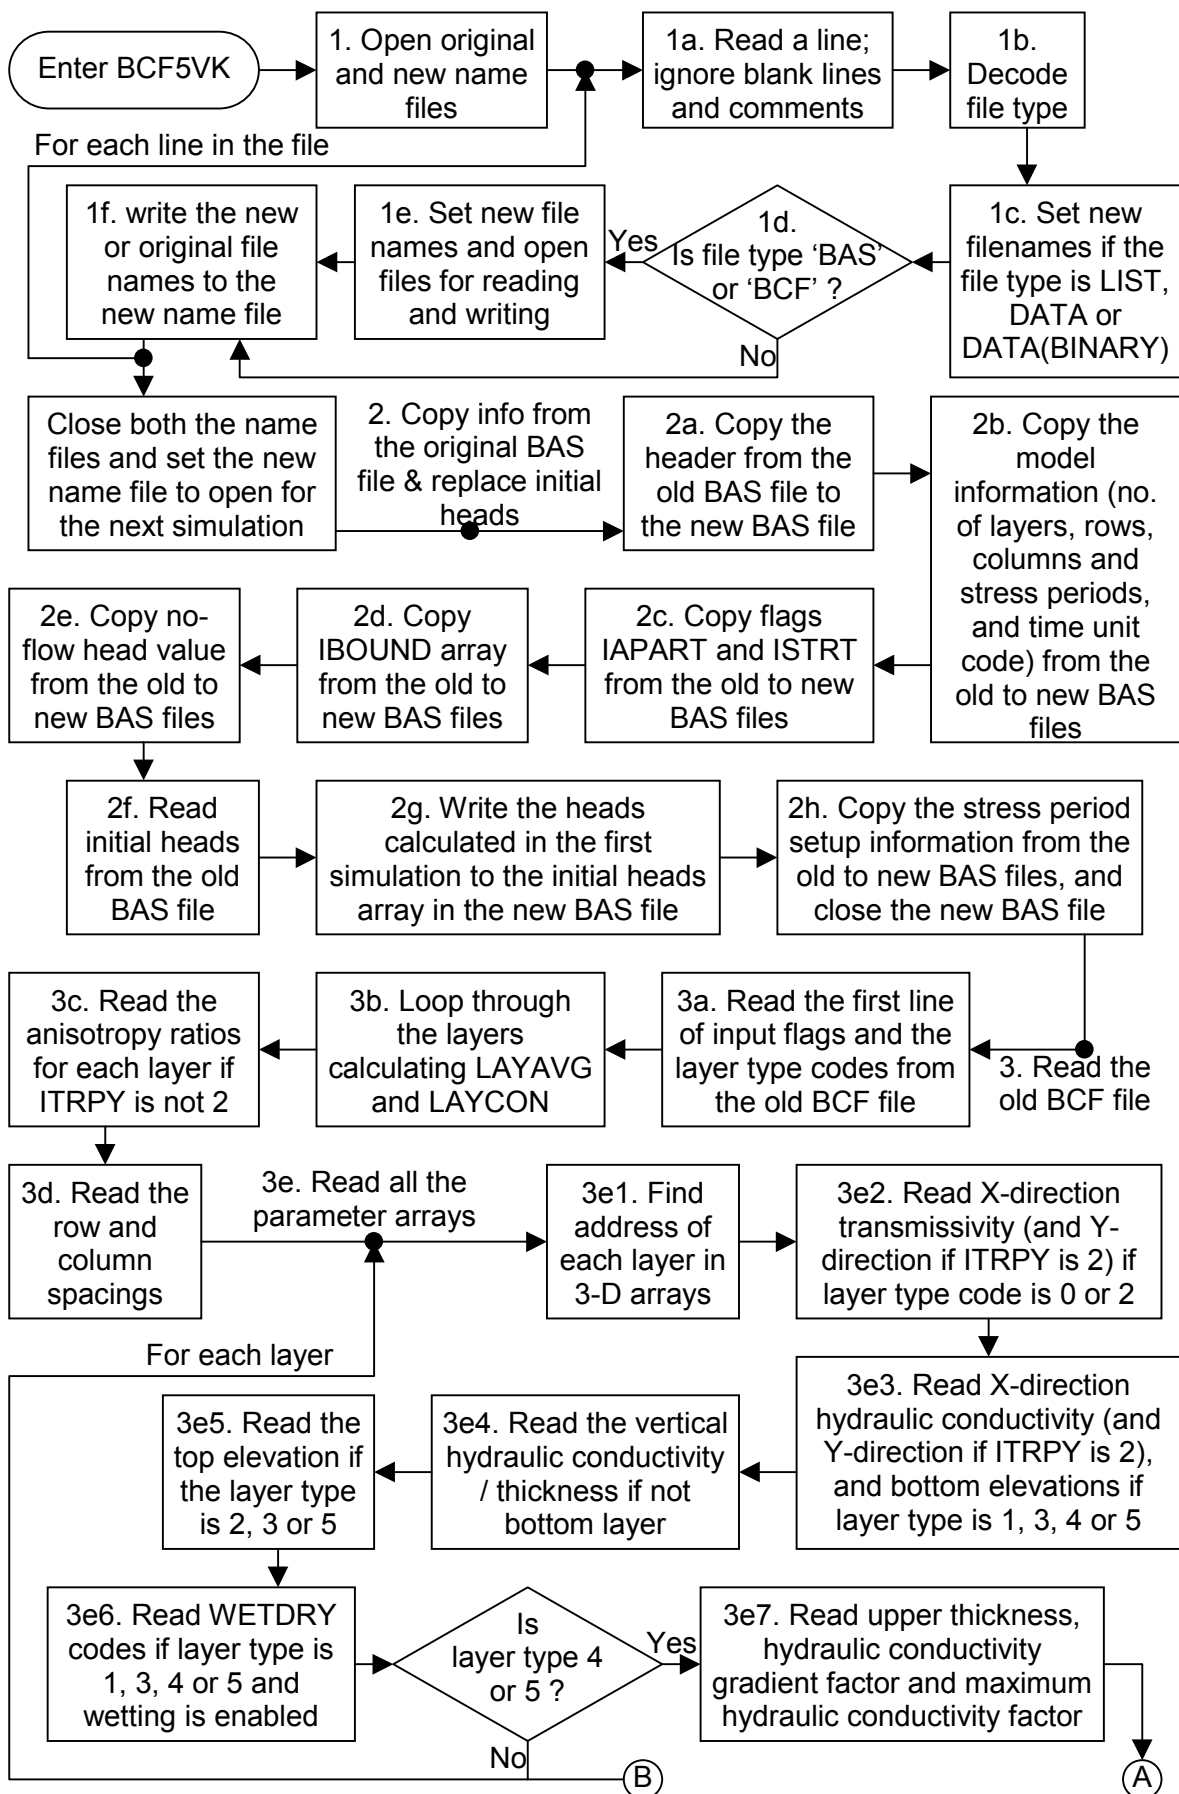 Enter BCF5VK
1. Open original
and new name
files
1a. Read a line;
ignore blank lines
and comments
1b.
Decode
file type
For each line in the file
1f. write the new
or original file
names to the
new name file
1e. Set new file
names and open
files for reading
and writing
Yes
1d.
Is file type ‘BAS’
or ‘BCF’ ?
No
1c. Set new
filenames if the
file type is LIST,
DATA or
DATA(BINARY)
Close both the name
files and set the new
name file to open for
the next simulation
2. Copy info from
the original BAS
file & replace initial
heads
2a. Copy the
header from the
old BAS file to
the new BAS file
2b. Copy the
model
information (no.
of layers, rows,
columns and
stress periods,
and time unit
code) from the
old to new BAS
files
2e. Copy no-
flow head value
from the old to
new BAS files
2d. Copy
IBOUND array
from the old to
new BAS files
2c. Copy flags
IAPART and ISTRT
from the old to new
BAS files
2f. Read
initial heads
from the old
BAS file
2g. Write the heads
calculated in the first
simulation to the initial heads
array in the new BAS file
2h. Copy the stress period
setup information from the
old to new BAS files, and
close the new BAS file
3c. Read the
anisotropy ratios
for each layer if
ITRPY is not 2
3b. Loop through
the layers
calculating LAYAVG
and LAYCON
3a. Read the first line
of input flags and the
layer type codes from
the old BCF file
3. Read the
old BCF file
3d. Read the
row and
column
spacings
3e. Read all the
parameter arrays
3e1. Find
address of
each layer in
3-D arrays
3e2. Read X-direction
transmissivity (and Y-
direction if ITRPY is 2) if
layer type code is 0 or 2
For each layer
3e5. Read the
top elevation if
the layer type
is 2, 3 or 5
3e4. Read the vertical
hydraulic conductivity
/ thickness if not
bottom layer
3e3. Read X-direction
hydraulic conductivity (and
Y-direction if ITRPY is 2),
and bottom elevations if
layer type is 1, 3, 4 or 5
3e6. Read WETDRY
codes if layer type is
1, 3, 4 or 5 and
wetting is enabled
Is
layer type 4
or 5 ?
Yes
No
3e7. Read upper thickness,
hydraulic conductivity
gradient factor and maximum
hydraulic conductivity factor
B
A